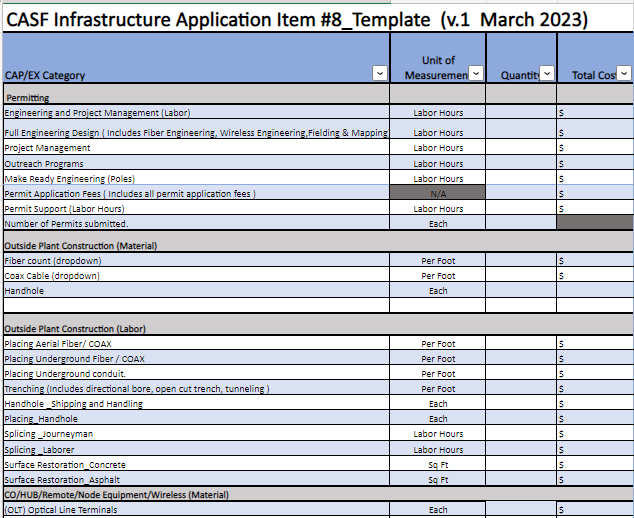 CASF Infrastructure Application Item #8_Template (v.1 March 2023)
Unit of
CAP/EX Category Measuremen Quantit Total Cos
Permitting
Engineering and Project Management (Labor) Labor Hours $
Full Engineering Design ( Includes Fiber Engineering, Wireless Engineering,Fielding & Mapping Labor Hours $
Project Management Labor Hours $
Outreach Programs Labor Hours $
Make Ready Engineering (Poles) Labor Hours $
Permit Application Fees ( Includes all permit application fees ) N/A $
Permit Support (Labor Hours) Labor Hours $
Number of Permits submitted. Each
Outside Plant Construction (Material)
Fiber count (dropdown) Per Foot $
Coax Cable (dropdown) Per Foot $
Handhole Each
Outside Plant Construction (Labor)
Placing Aerial Fiber/ COAX Per Foot $
Placing Underground Fiber / COAX Per Foot $
Placing Underground conduit. Per Foot $
Trenching (Includes directional bore, open cut trench, tunneling ) Per Foot $
Handhole _Shipping and Handling Each $
Placing_Handhole Each $
Splicing _Journeyman Labor Hours $
Splicing _Laborer Labor Hours $
Surface Restoration_Concrete Sq Ft $
Surface Restoration_Asphalt Sq Ft $
CO/HUB/Remote/Node Equipment/Wireless (Material)
(OLT) Optical Line Terminals Each $